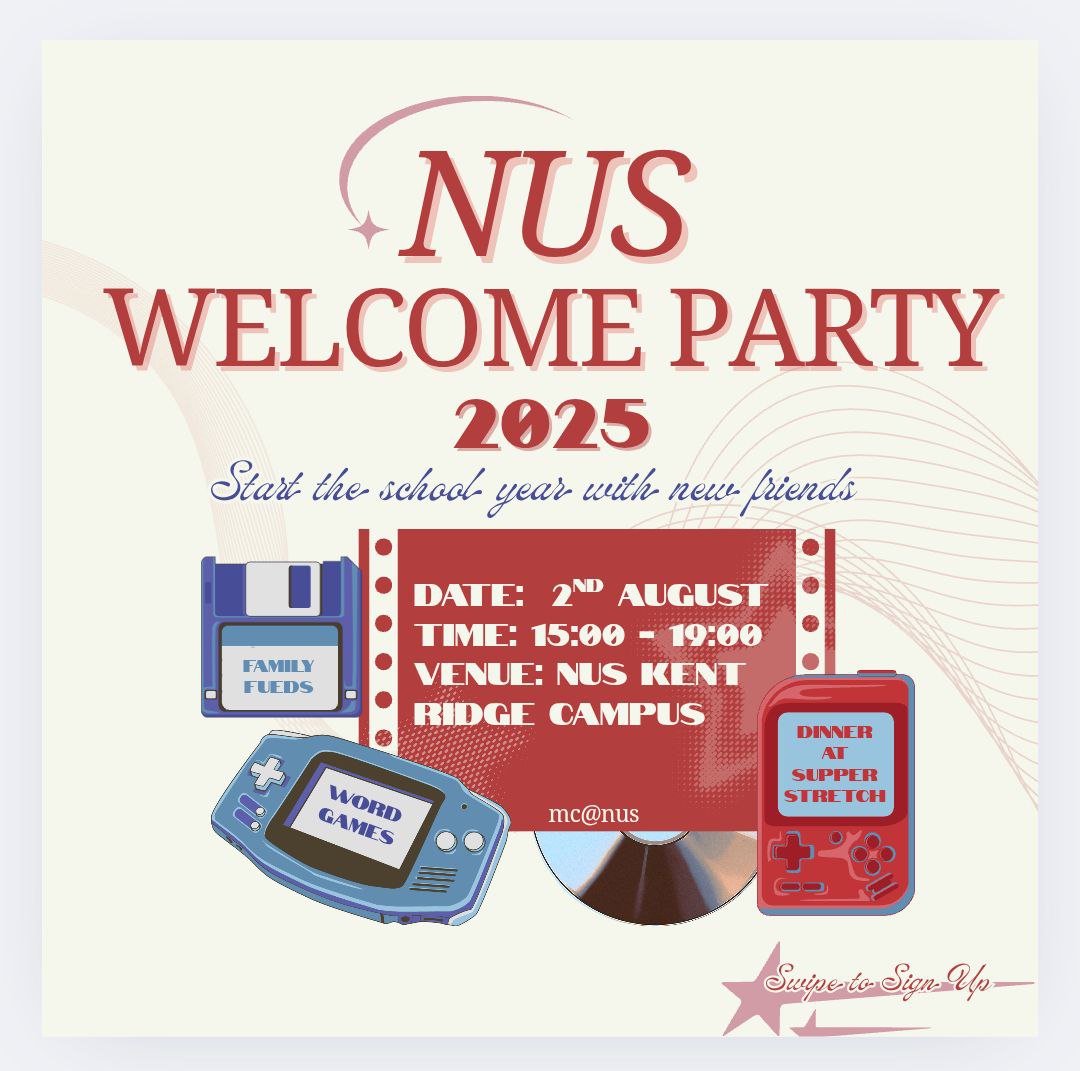 NUS
WELCOME PARTY
2025
Start the school year with new friends
DATE: 2ND AUGUST
TIME: 15:00 - 19:00
VENUE: NUS KENT
RIDGE CAMPUS
FAMILY
FUEDS
WORD
GAMES
DINNER
AT
SUPPER
STRETCH
mc@nus
Swipe to Sign Up